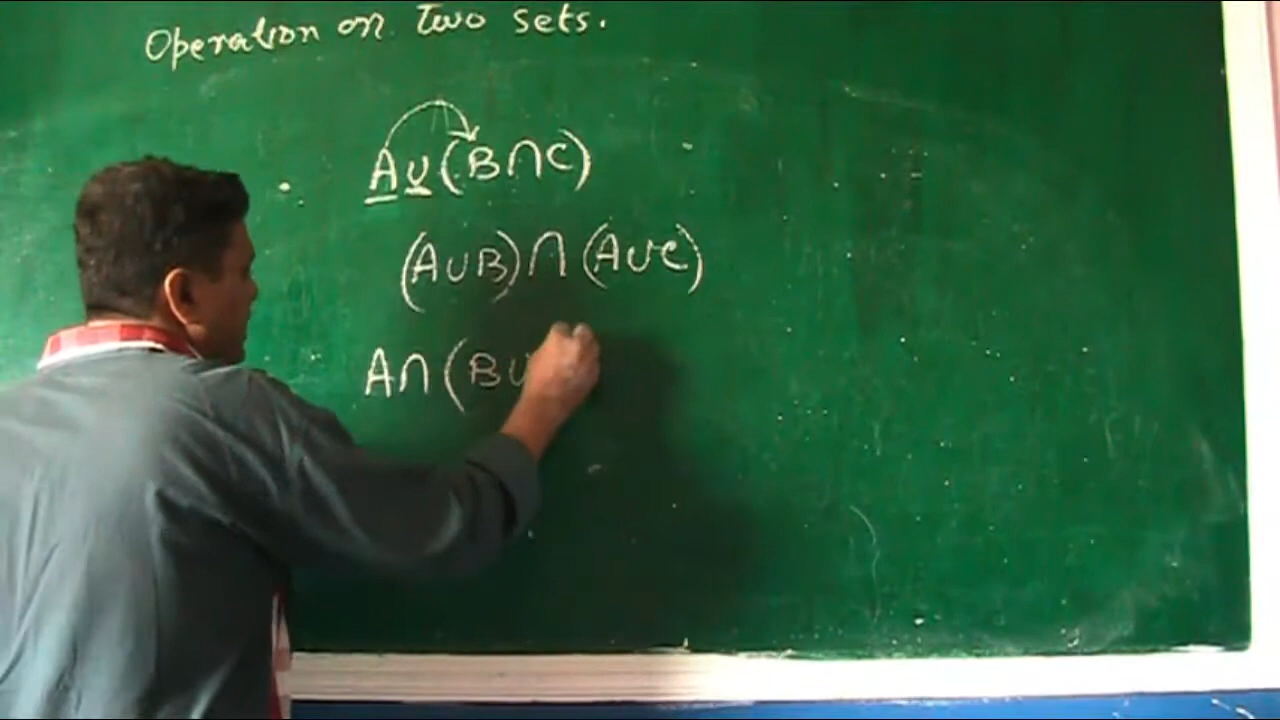 Operation on Two sets.
A∪(B∩C)
(A∪B)∩(A∪C)
A∩(B∪